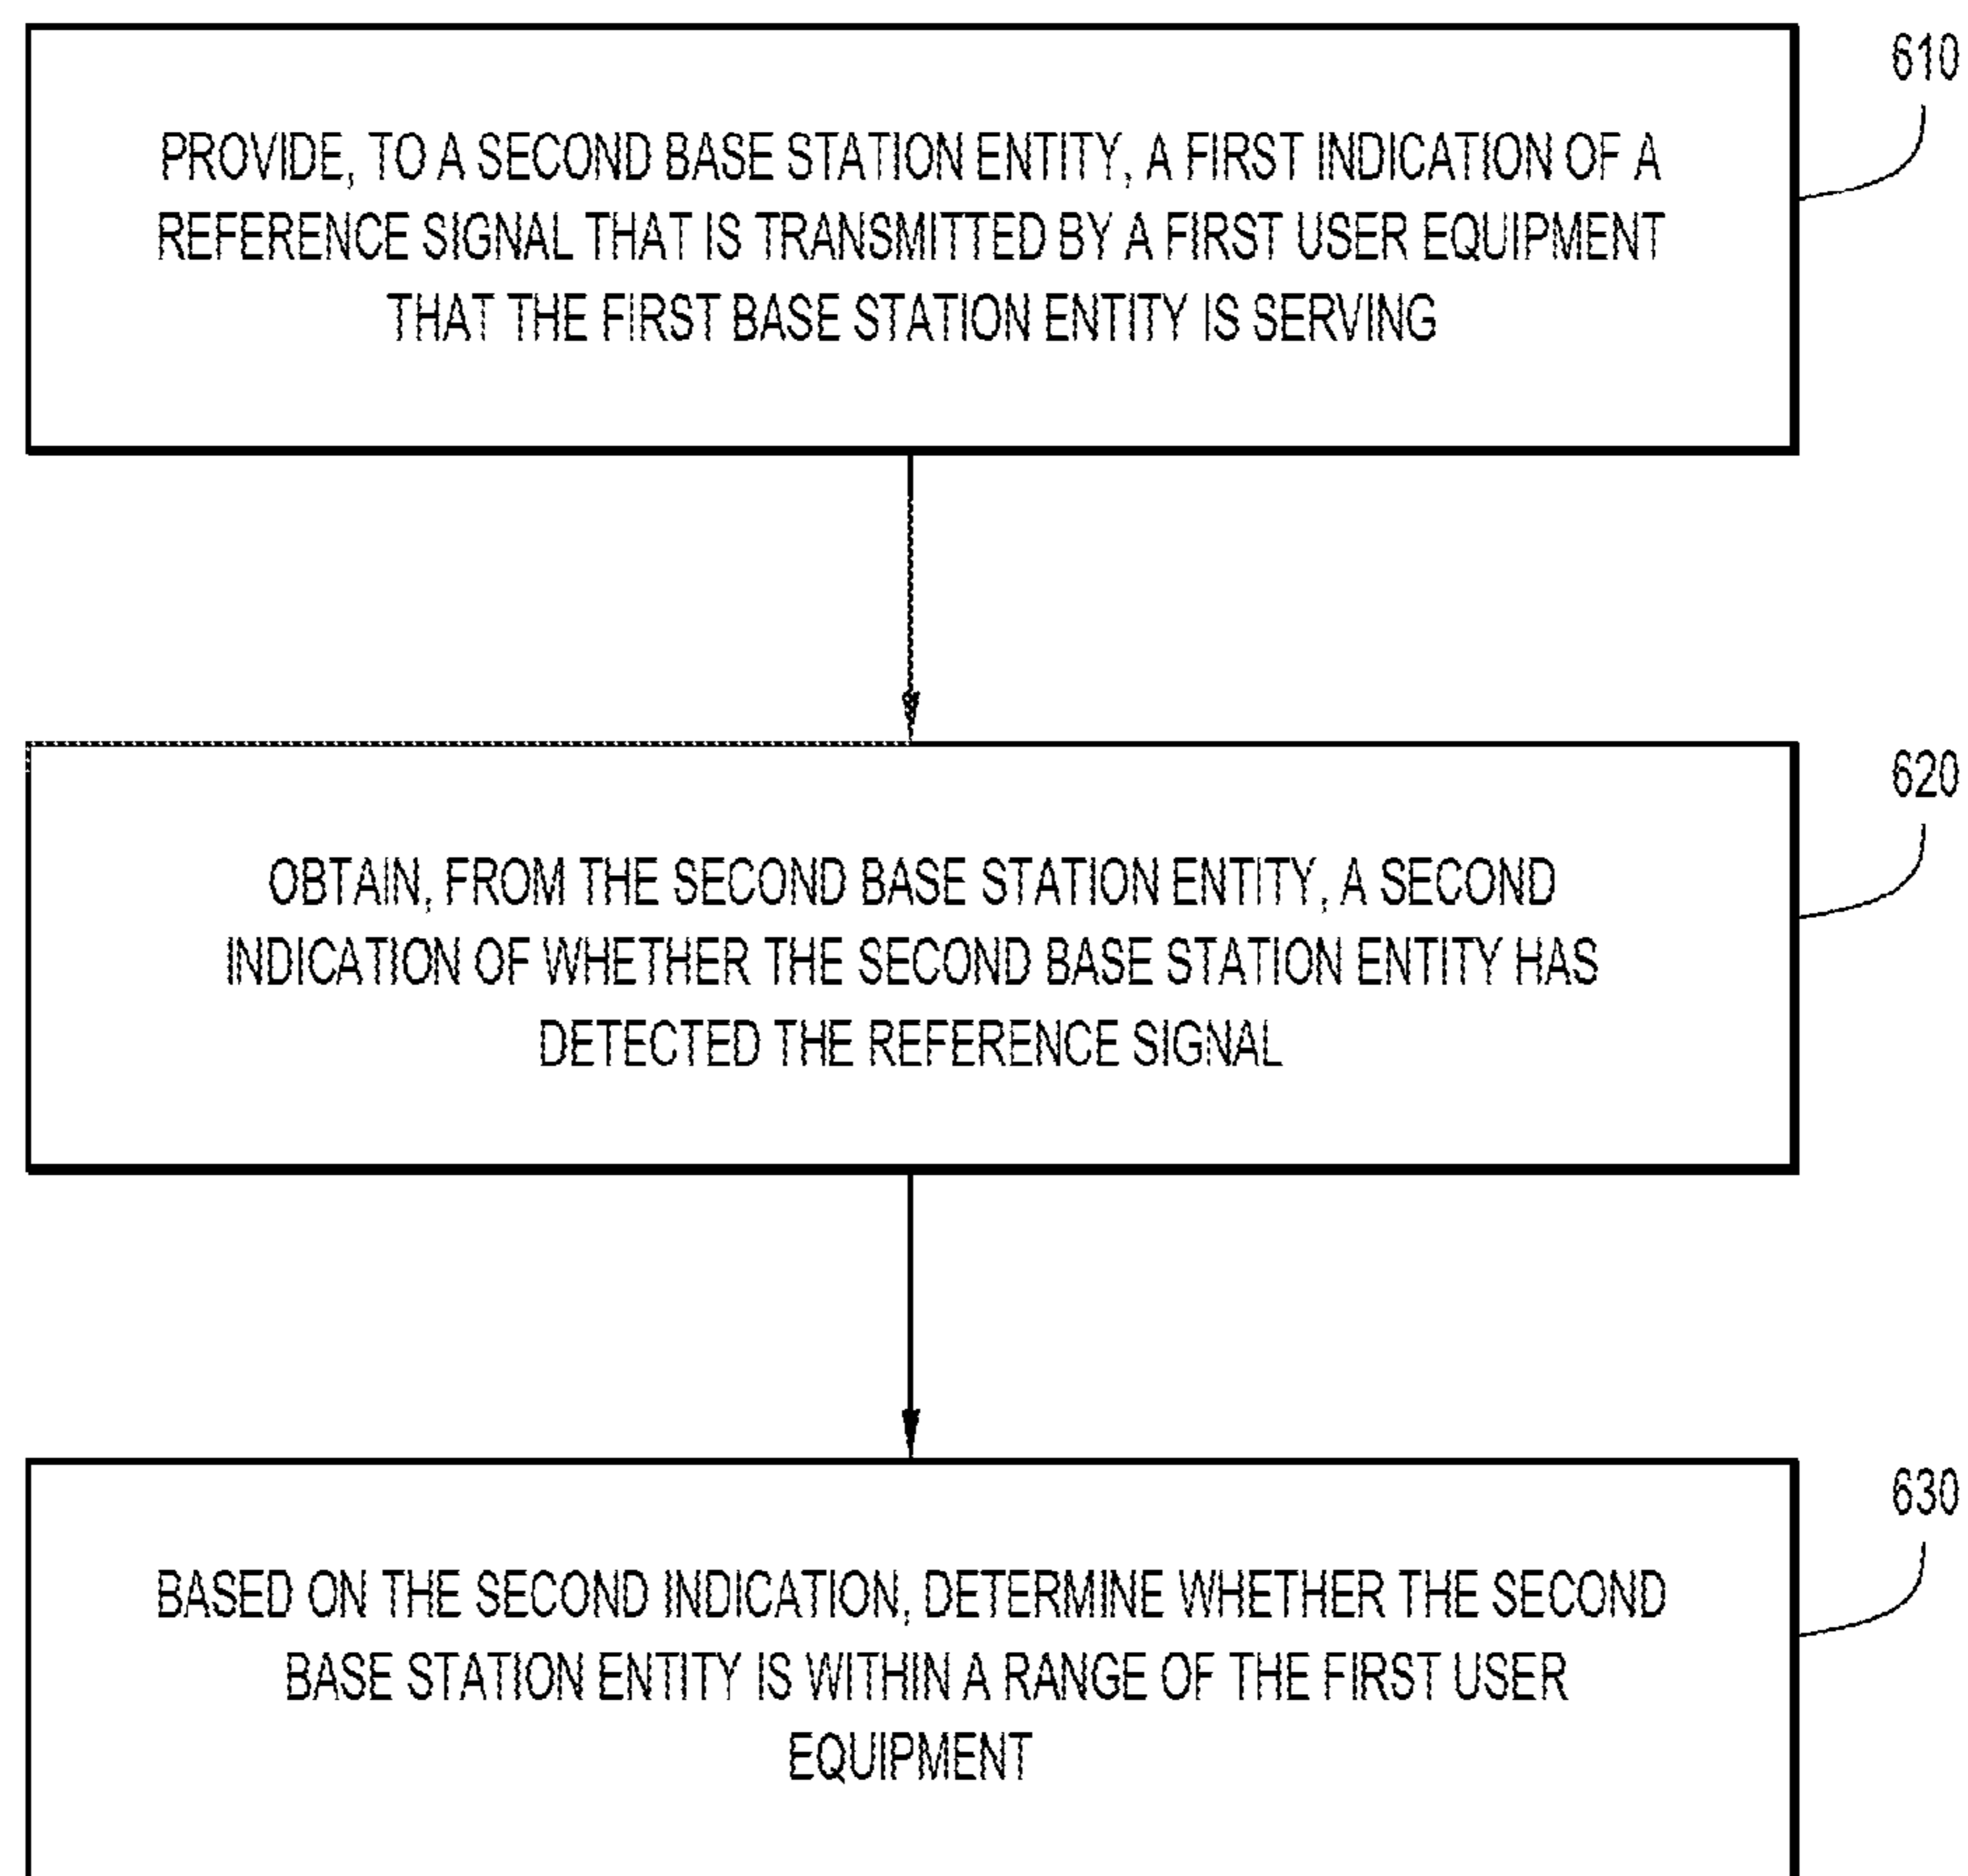 610
PROVIDE, TO A SECOND BASE STATION ENTITY, A FIRST INDICATION OF A
REFERENCE SIGNAL THAT IS TRANSMITTED BY A FIRST USER EQUIPMENT
THAT THE FIRST BASE STATION ENTITY IS SERVING
620
OBTAIN, FROM THE SECOND BASE STATION ENTITY, A SECOND
INDICATION OF WHETHER THE SECOND BASE STATION ENTITY HAS
DETECTED THE REFERENCE SIGNAL
630
BASED ON THE SECOND INDICATION, DETERMINE WHETHER THE SECOND
BASE STATION ENTITY IS WITHIN A RANGE OF THE FIRST USER
EQUIPMENT